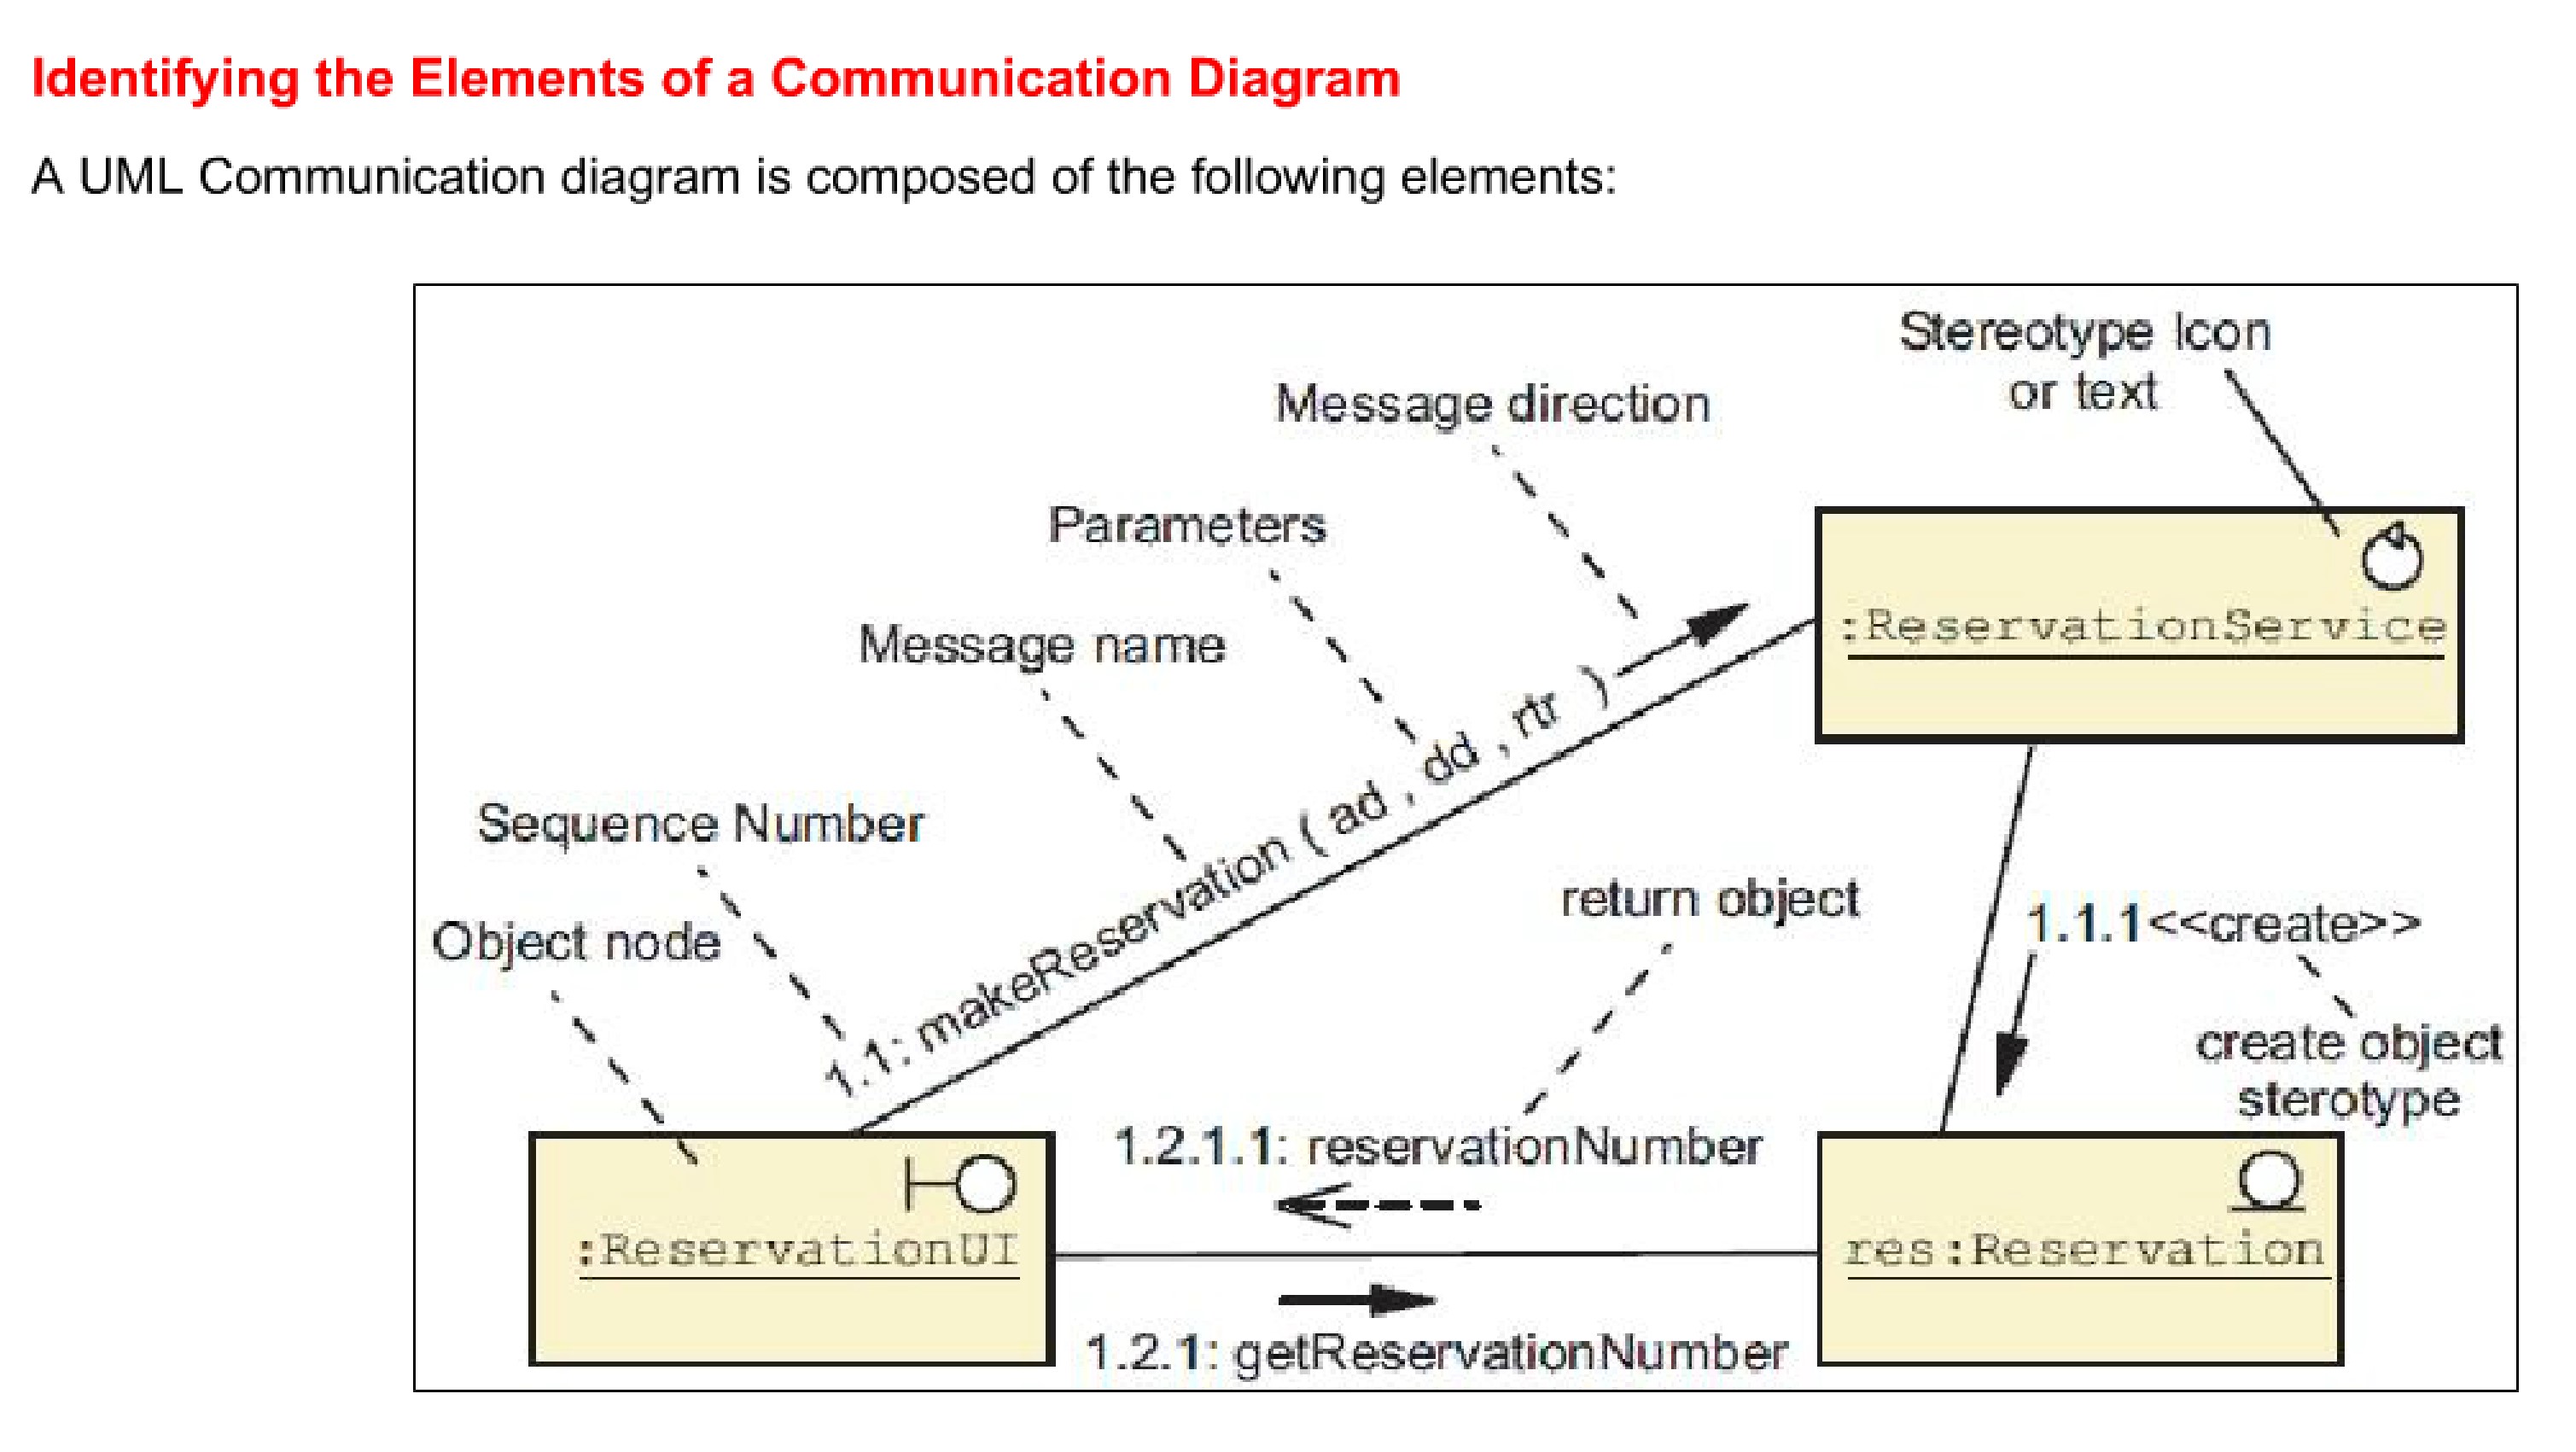 Identifying the Elements of a Communication Diagram
A UML Communication diagram is composed of the following elements:
Stereotype Icon
or text
Message direction
Parameters
:ReservationService
Message name
Sequence Number
1.1: makeReservation ( ad , dd , rtr )
return object
1.1.1<<create>>
Object node
create object
sterotype
1.2.1.1: reservationNumber
:ReservationUI
res:Reservation
1.2.1: getReservationNumber